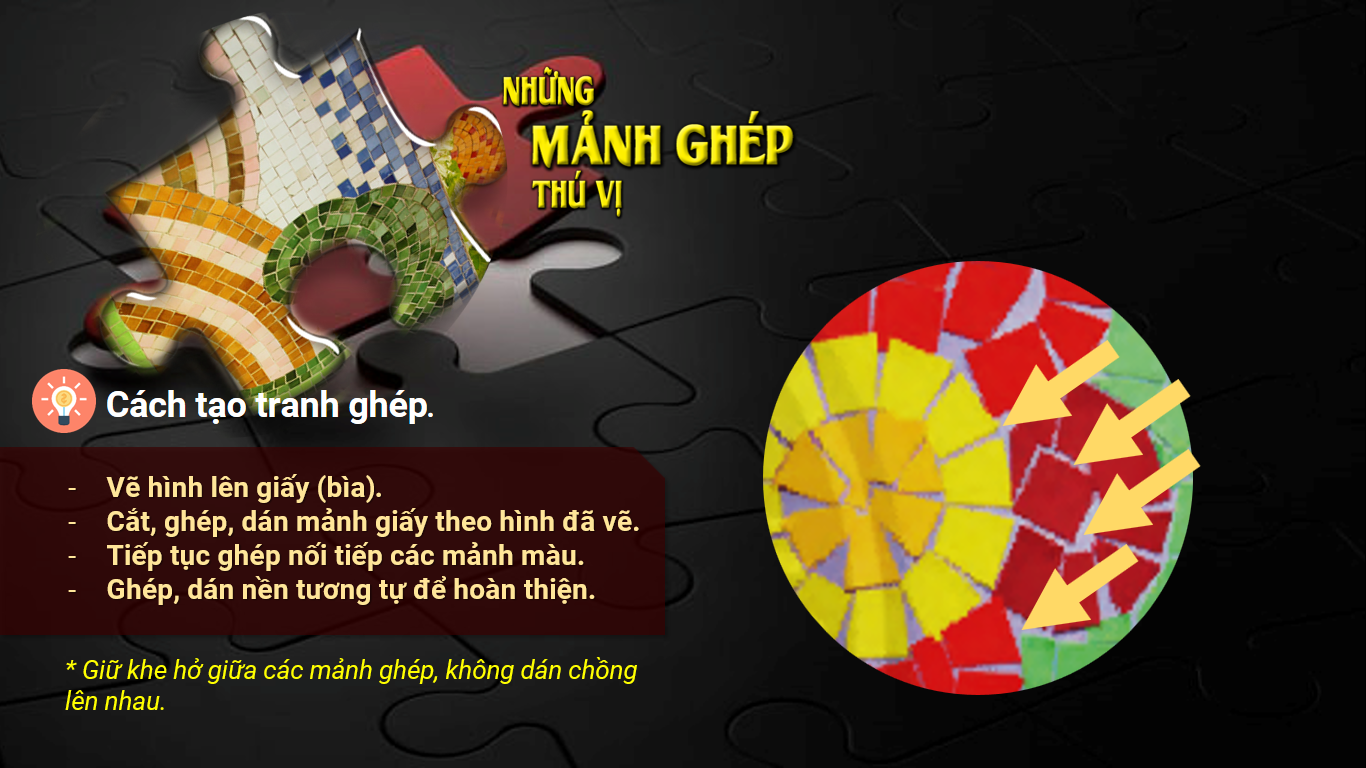 NHỮNG
MẢNH GHÉP
THÚ VỊ
Cách tạo tranh ghép.
- Vẽ hình lên giấy (bìa).
- Cắt, ghép, dán mảnh giấy theo hình đã vẽ.
- Tiếp tục ghép nối tiếp các mảnh màu.
- Ghép, dán nền tương tự để hoàn thiện.
* Giữ khe hở giữa các mảnh ghép, không dán chồng
lên nhau.